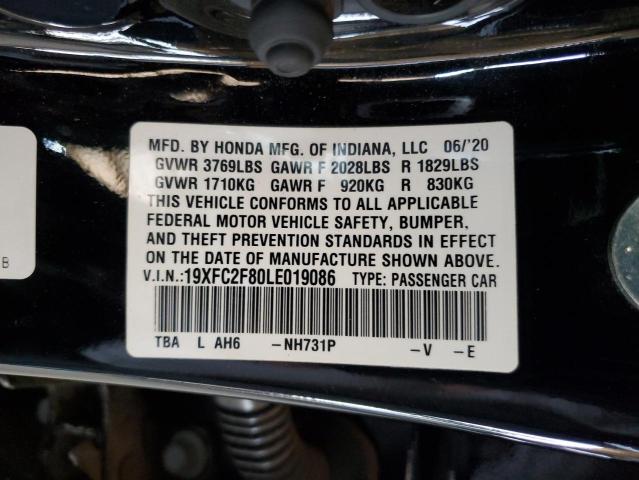 MFD. BY HONDA MFG. OF INDIANA, LLC 06/'20
GVWR 3769LBS GAWR F 2028LBS R 1829LBS
GVWR 1710KG GAWR F 920KG R 830KG
THIS VEHICLE CONFORMS TO ALL APPLICABLE
FEDERAL MOTOR VEHICLE SAFETY, BUMPER,
AND THEFT PREVENTION STANDARDS IN EFFECT
ON THE DATE OF MANUFACTURE SHOWN ABOVE.
V.I.N.:19XFC2F80LE019086 TYPE: PASSENGER CAR
TBA L AH6 -NH731P -V -E
B